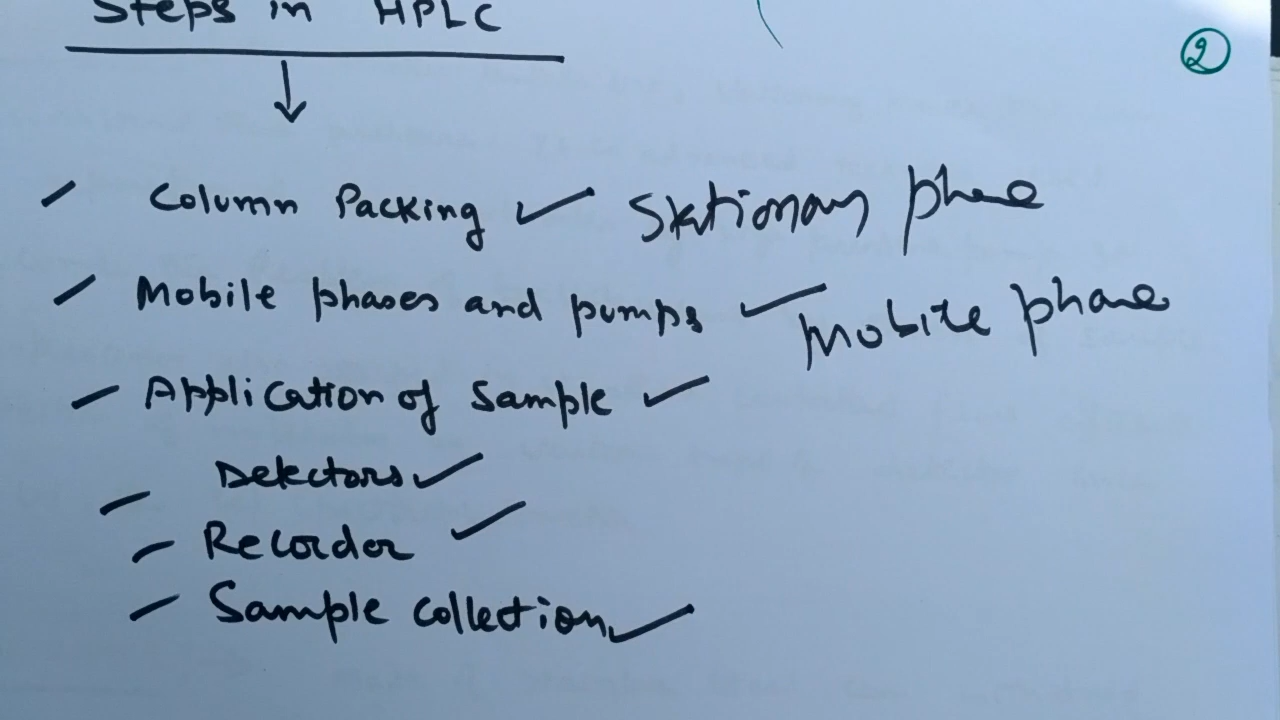 Steps in HPLC
2
Column Packing Stationary phase
Mobile phases and pumps Mobile phase
Application of Sample
Detectors
Recorder
Sample collection